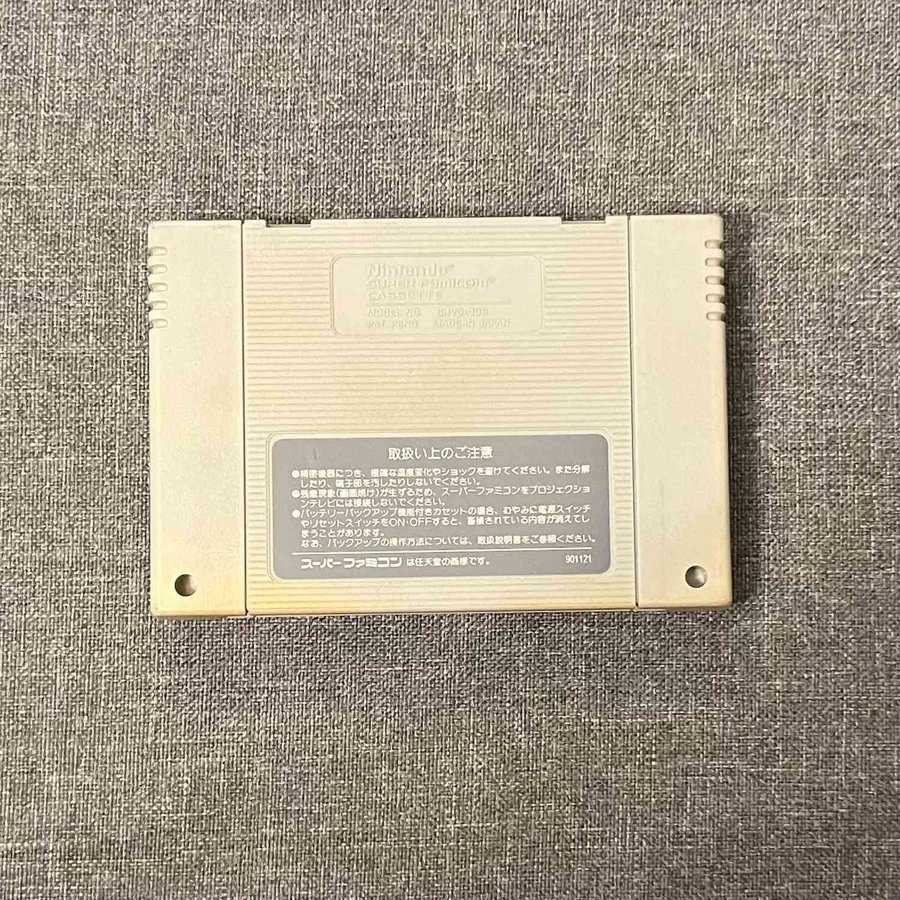 Nintendo®
SUPER FAMICOM®
CASSETTE
MODEL NO. SHVC-006
PAT. PEND. MADE IN JAPAN
取扱い上のご注意
●精密機器につき、極端な温度変化やショックを避けてください。また分解
したり、端子部を汚したりしないでください。
●残像現象(画面焼け)が生ずるため、スーパーファミコンをプロジェクショ
ンテレビには接続しないでください。
●バッテリーバックアップ機能付きカセットの場合、むやみに電源スイッチ
やリセットスイッチをON・OFFすると、蓄積されている内容が消えてし
まうことがあります。
なお、バックアップの操作方法については、取扱説明書をご参照ください。
スーパーファミコン は任天堂の商標です。 901121